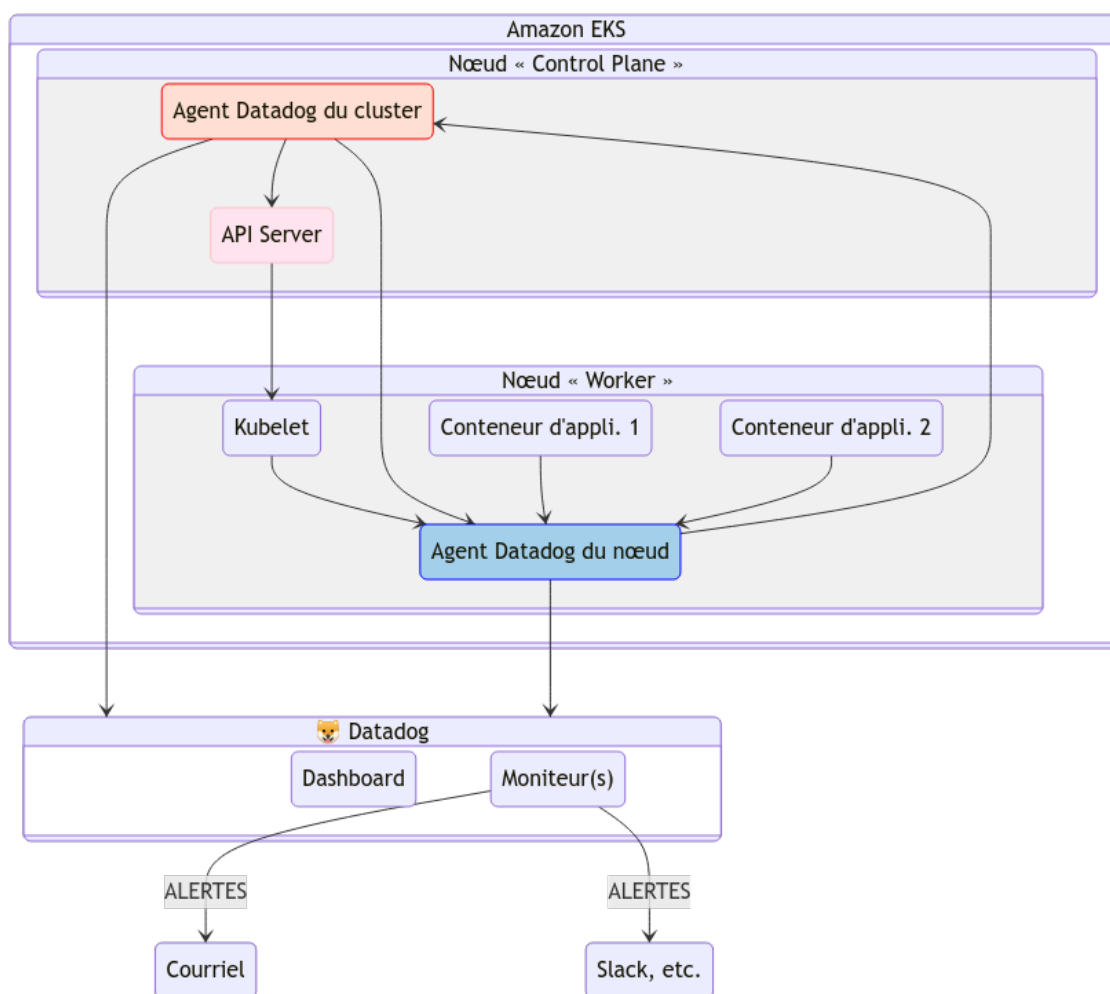 Amazon EKS
Nœud « Control Plane »
Agent Datadog du cluster
API Server
Nœud « Worker »
Kubelet
Conteneur d'appli. 1
Conteneur d'appli. 2
Agent Datadog du nœud
Datadog
Dashboard
Moniteur(s)
ALERTES
ALERTES
Courriel
Slack, etc.